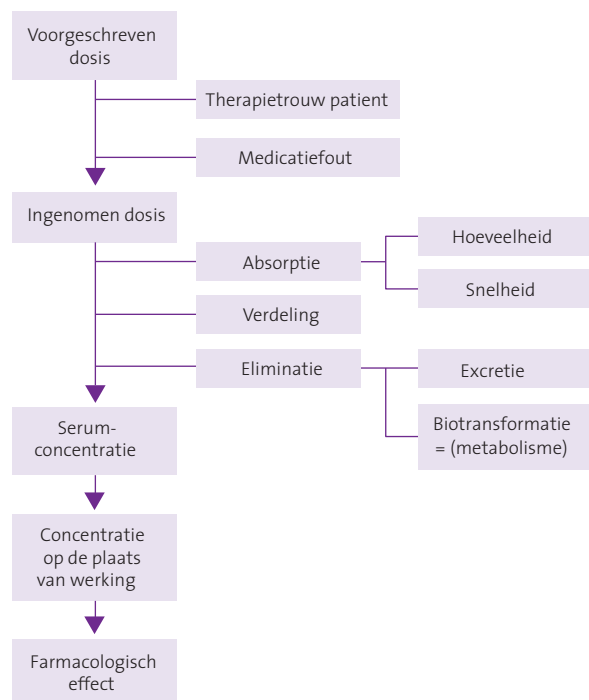 Voorgeschreven
dosis
Therapietrouw patient
Medicatiefout
Ingenomen dosis
Absorptie
Hoeveelheid
Snelheid
Verdeling
Eliminatie
Excretie
Biotransformatie
= (metabolisme)
Serum-
concentratie
Concentratie
op de plaats
van werking
Farmacologisch
effect